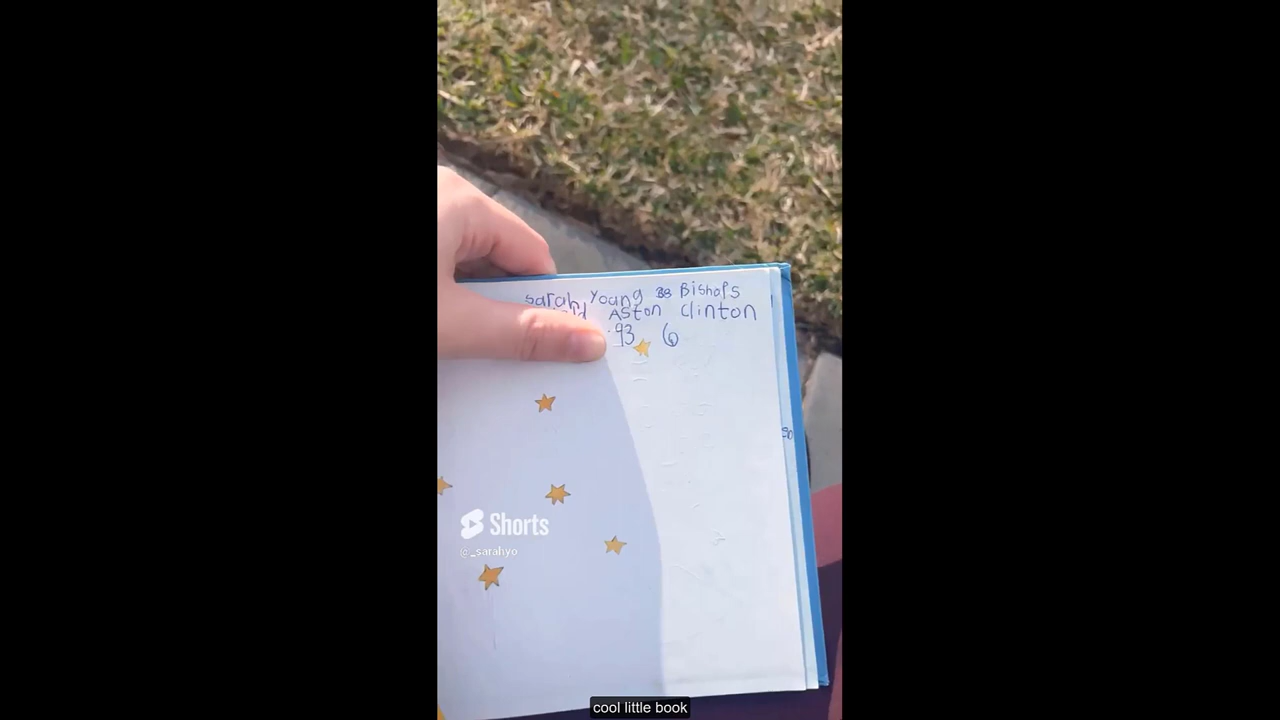 sarah Young 38 Bishops
Aston Clinton
.93 6
Shorts
@_sarahyo
cool little book